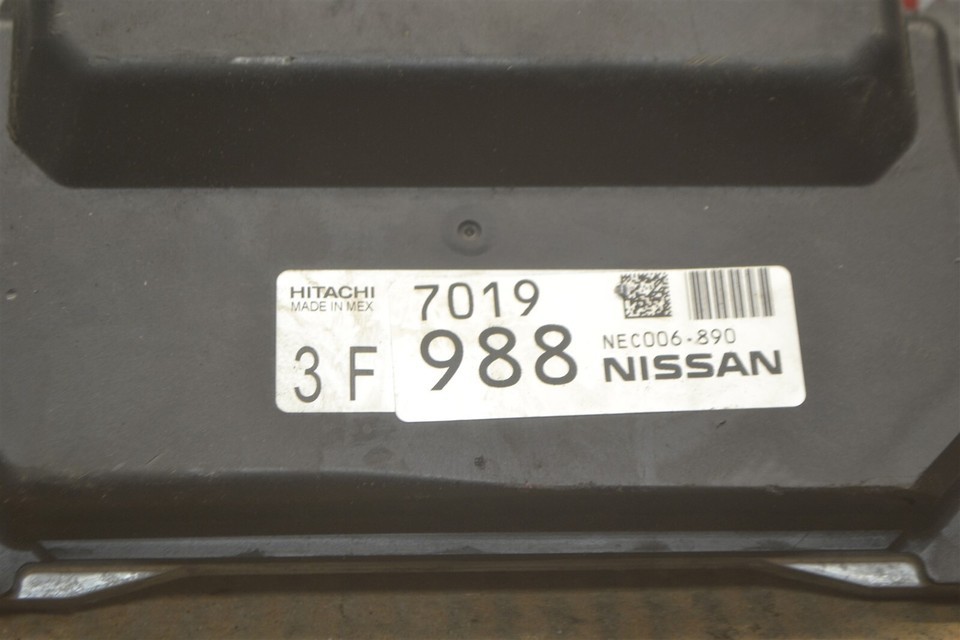 HITACHI
MADE IN MEX
3 F
7019
988
NEC006-890
NISSAN